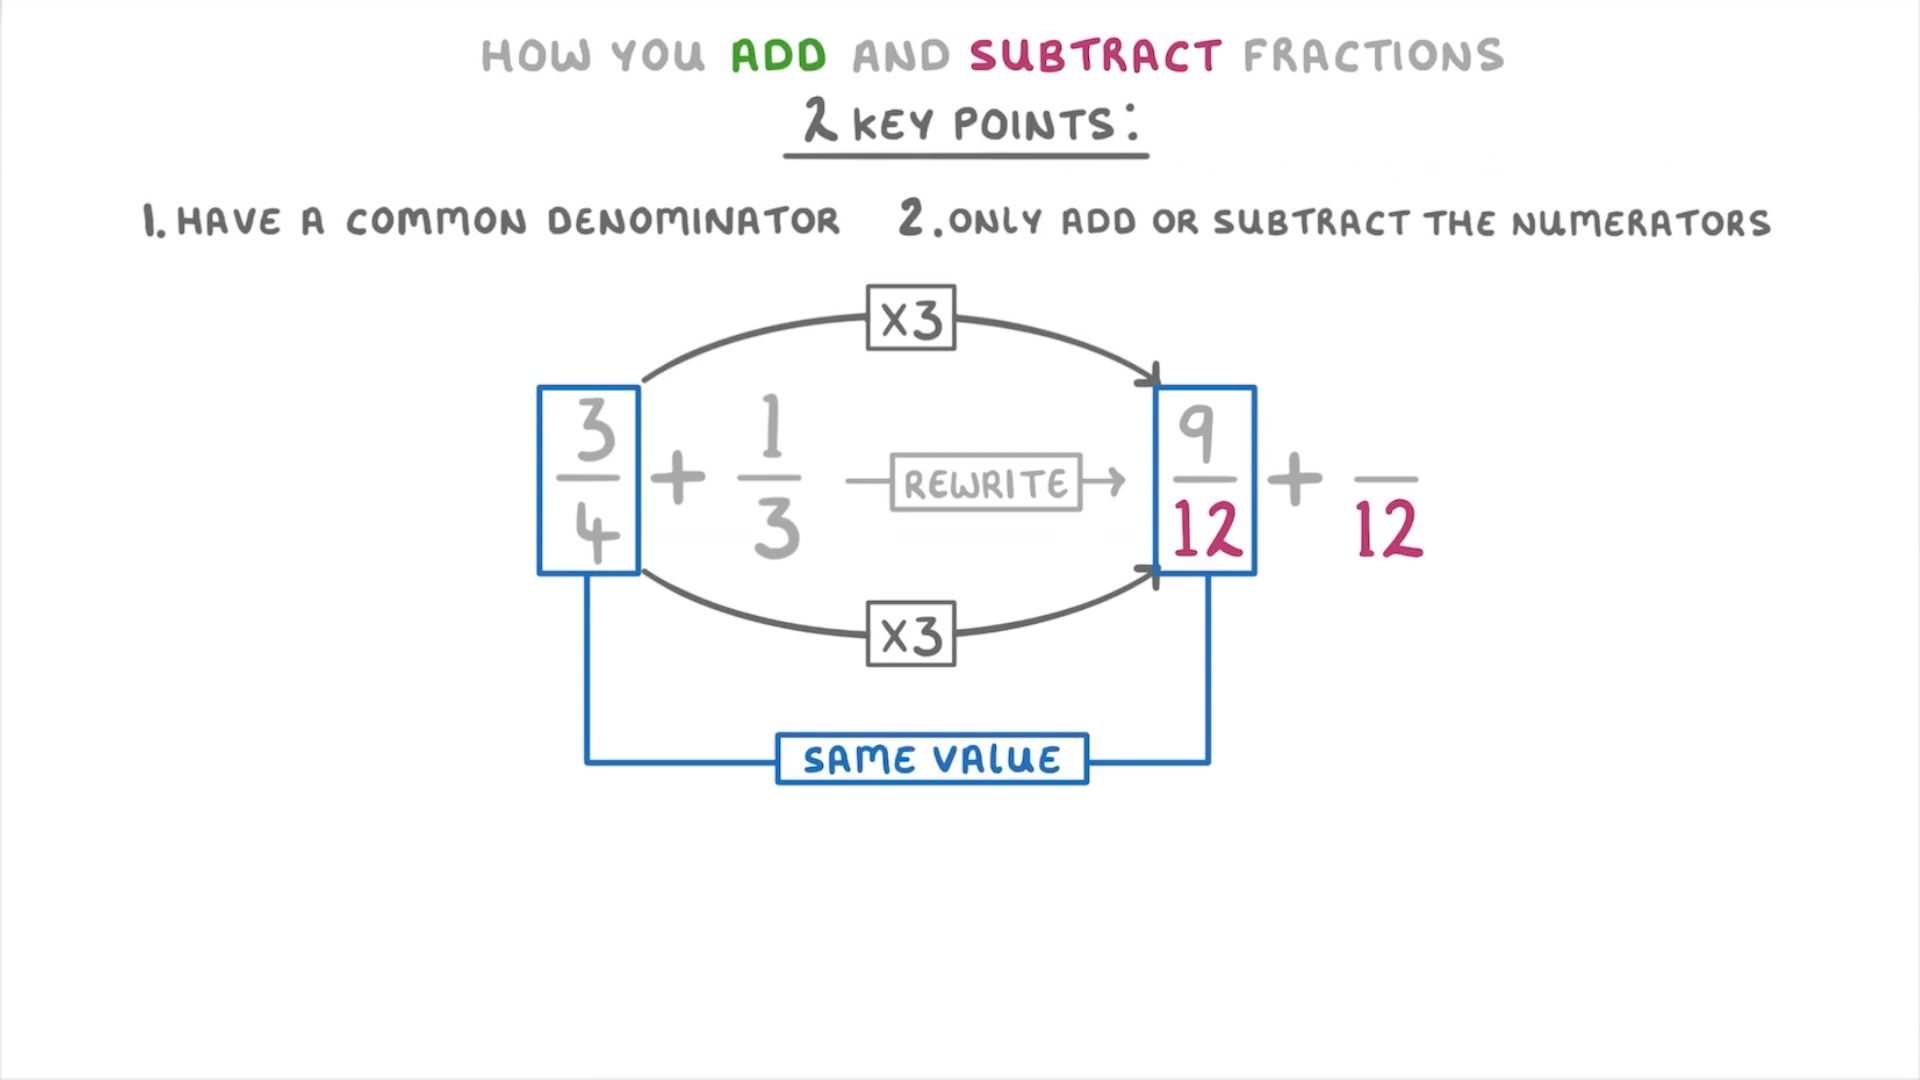 HOW YOU ADD AND SUBTRACT FRACTIONS
2 KEY POINTS:
1. HAVE A COMMON DENOMINATOR
2. ONLY ADD OR SUBTRACT THE NUMERATORS
X3
3/4 + 1/3 REWRITE 9/12 + /12
X3
SAME VALUE